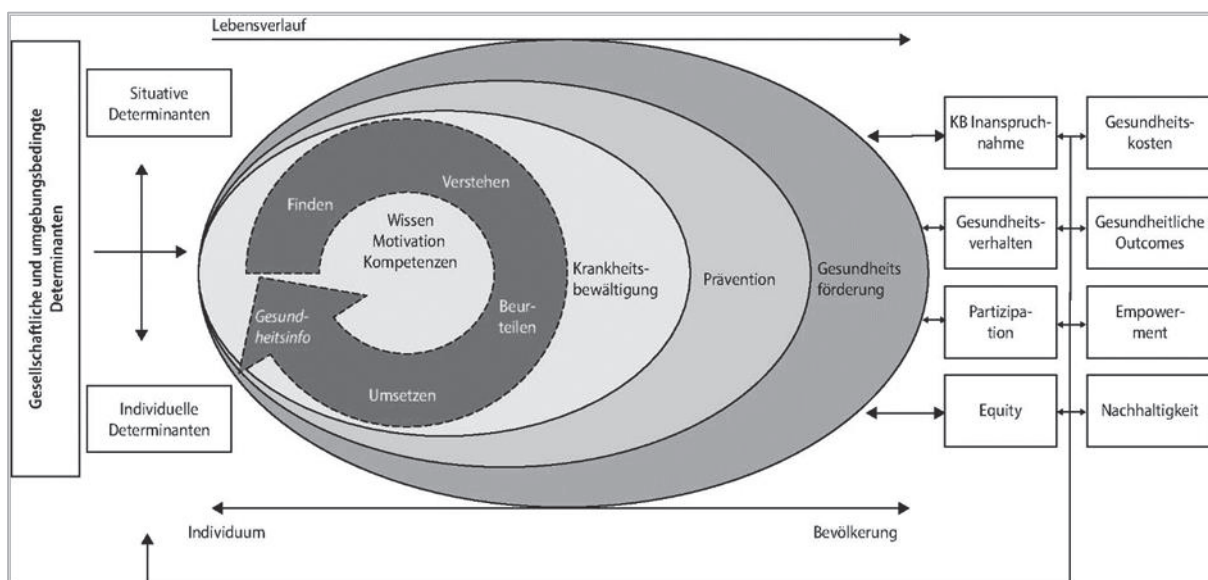 Lebensverlauf
Gesellschaftliche und umgebungsbedingte
Determinanten
Situative
Determinanten
Individuelle
Determinanten
Finden
Verstehen
Wissen
Motivation
Kompetenzen
Gesund-
heitsinfo
Beur-
teilen
Umsetzen
Krankheits-
bewältigung
Prävention
Gesundheits
förderung
KB Inanspruch-
nahme
Gesundheits-
kosten
Gesundheits-
verhalten
Gesundheitliche
Outcomes
Partizipa-
tion
Empower-
ment
Equity
Nachhaltigkeit
Individuum
Bevölkerung